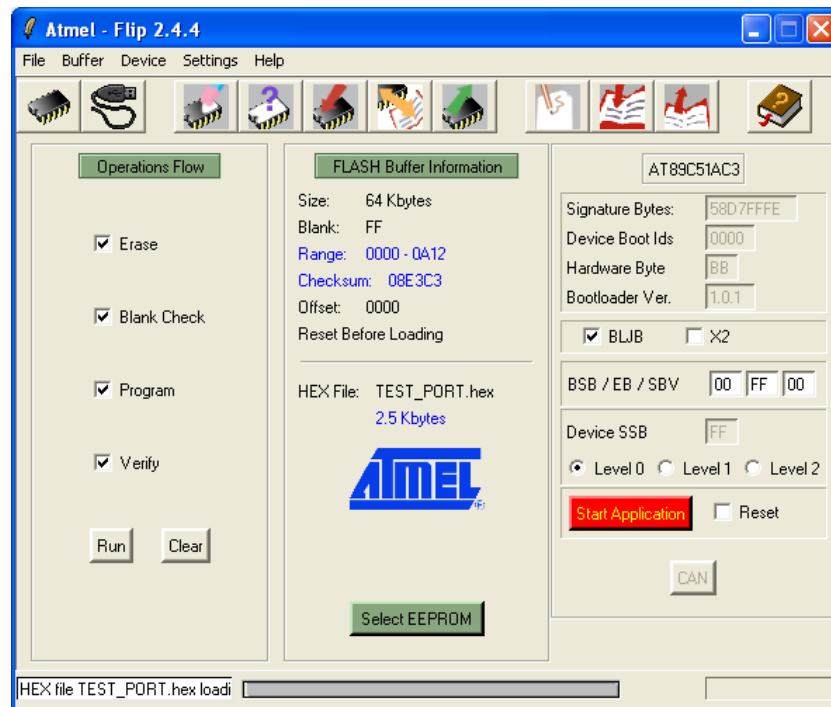 Atmel - Flip 2.4.4
File Buffer Device Settings Help
Operations Flow
Erase
Blank Check
Program
Verify
Run Clear
FLASH Buffer Information
Size: 64 Kbytes
Blank: FF
Range: 0000 - 0A12
Checksum: 08E3C3
Offset: 0000
Reset Before Loading
HEX File: TEST_PORT.hex
2.5 Kbytes
ATMEL ®
Select EEPROM
AT89C51AC3
Signature Bytes: 58D7FFFE
Device Boot Ids 0000
Hardware Byte BB
Bootloader Ver. 1.0.1
BLJB X2
BSB / EB / SBV 00 FF 00
Device SSB FF
Level 0 Level 1 Level 2
Start Application Reset
CAN
HEX file TEST_PORT.hex loadi